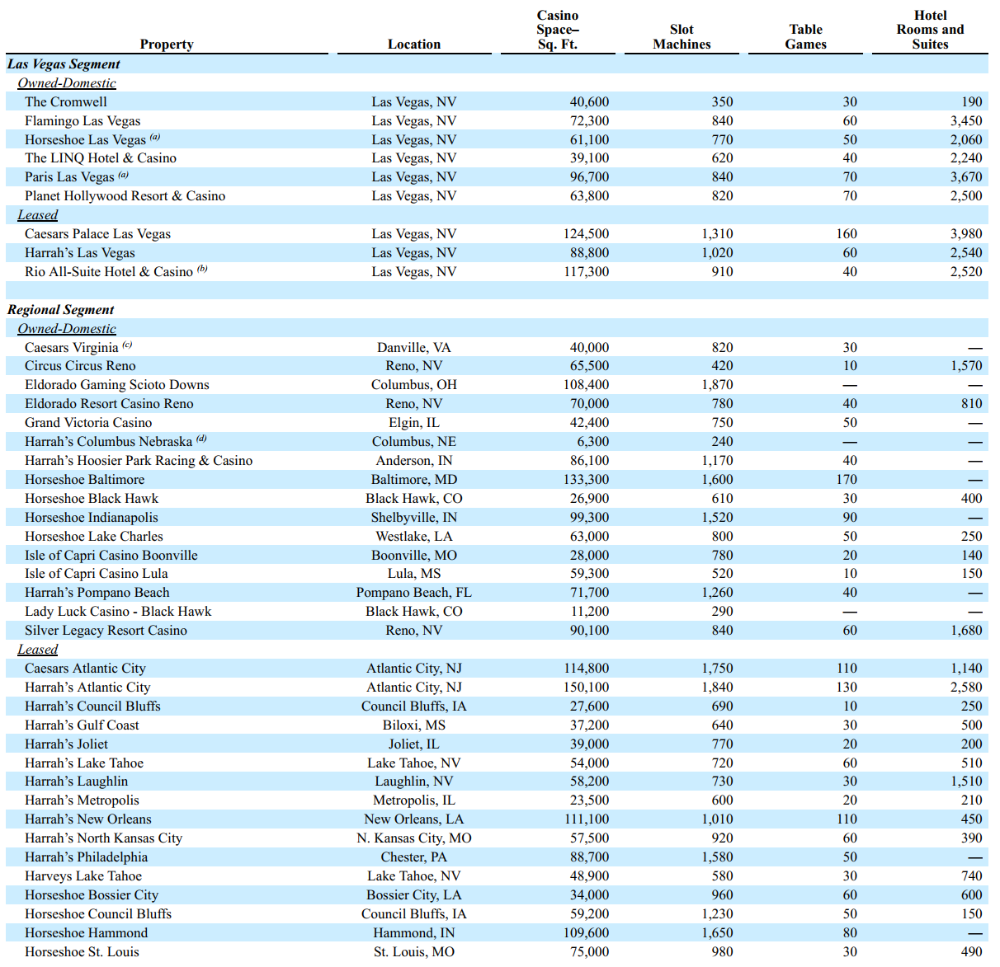 Property Location Casino Space– Sq. Ft. Slot Machines Table Games Hotel Rooms and Suites
Las Vegas Segment
Owned-Domestic
The Cromwell Las Vegas, NV 40,600 350 30 190
Flamingo Las Vegas Las Vegas, NV 72,300 840 60 3,450
Horseshoe Las Vegas (a) Las Vegas, NV 61,100 770 50 2,060
The LINQ Hotel & Casino Las Vegas, NV 39,100 620 40 2,240
Paris Las Vegas (a) Las Vegas, NV 96,700 840 70 3,670
Planet Hollywood Resort & Casino Las Vegas, NV 63,800 820 70 2,500
Leased
Caesars Palace Las Vegas Las Vegas, NV 124,500 1,310 160 3,980
Harrah’s Las Vegas Las Vegas, NV 88,800 1,020 60 2,540
Rio All-Suite Hotel & Casino (b) Las Vegas, NV 117,300 910 40 2,520
Regional Segment
Owned-Domestic
Caesars Virginia (c) Danville, VA 40,000 820 30 —
Circus Circus Reno Reno, NV 65,500 420 10 1,570
Eldorado Gaming Scioto Downs Columbus, OH 108,400 1,870 — —
Eldorado Resort Casino Reno Reno, NV 70,000 780 40 810
Grand Victoria Casino Elgin, IL 42,400 750 50 —
Harrah’s Columbus Nebraska (d) Columbus, NE 6,300 240 — —
Harrah’s Hoosier Park Racing & Casino Anderson, IN 86,100 1,170 40 —
Horseshoe Baltimore Baltimore, MD 133,300 1,600 170 —
Horseshoe Black Hawk Black Hawk, CO 26,900 610 30 400
Horseshoe Indianapolis Shelbyville, IN 99,300 1,520 90 —
Horseshoe Lake Charles Westlake, LA 63,000 800 50 250
Isle of Capri Casino Boonville Boonville, MO 28,000 780 20 140
Isle of Capri Casino Lula Lula, MS 59,300 520 10 150
Harrah’s Pompano Beach Pompano Beach, FL 71,700 1,260 40 —
Lady Luck Casino - Black Hawk Black Hawk, CO 11,200 290 — —
Silver Legacy Resort Casino Reno, NV 90,100 840 60 1,680
Leased
Caesars Atlantic City Atlantic City, NJ 114,800 1,750 110 1,140
Harrah’s Atlantic City Atlantic City, NJ 150,100 1,840 130 2,580
Harrah’s Council Bluffs Council Bluffs, IA 27,600 690 10 250
Harrah’s Gulf Coast Biloxi, MS 37,200 640 30 500
Harrah’s Joliet Joliet, IL 39,000 770 20 200
Harrah’s Lake Tahoe Lake Tahoe, NV 54,000 720 60 510
Harrah’s Laughlin Laughlin, NV 58,200 730 30 1,510
Harrah’s Metropolis Metropolis, IL 23,500 600 20 210
Harrah’s New Orleans New Orleans, LA 111,100 1,010 110 450
Harrah’s North Kansas City N. Kansas City, MO 57,500 920 60 390
Harrah’s Philadelphia Chester, PA 88,700 1,580 50 —
Harveys Lake Tahoe Lake Tahoe, NV 48,900 580 30 740
Horseshoe Bossier City Bossier City, LA 34,000 960 60 600
Horseshoe Council Bluffs Council Bluffs, IA 59,200 1,230 50 150
Horseshoe Hammond Hammond, IN 109,600 1,650 80 —
Horseshoe St. Louis St. Louis, MO 75,000 980 30 490